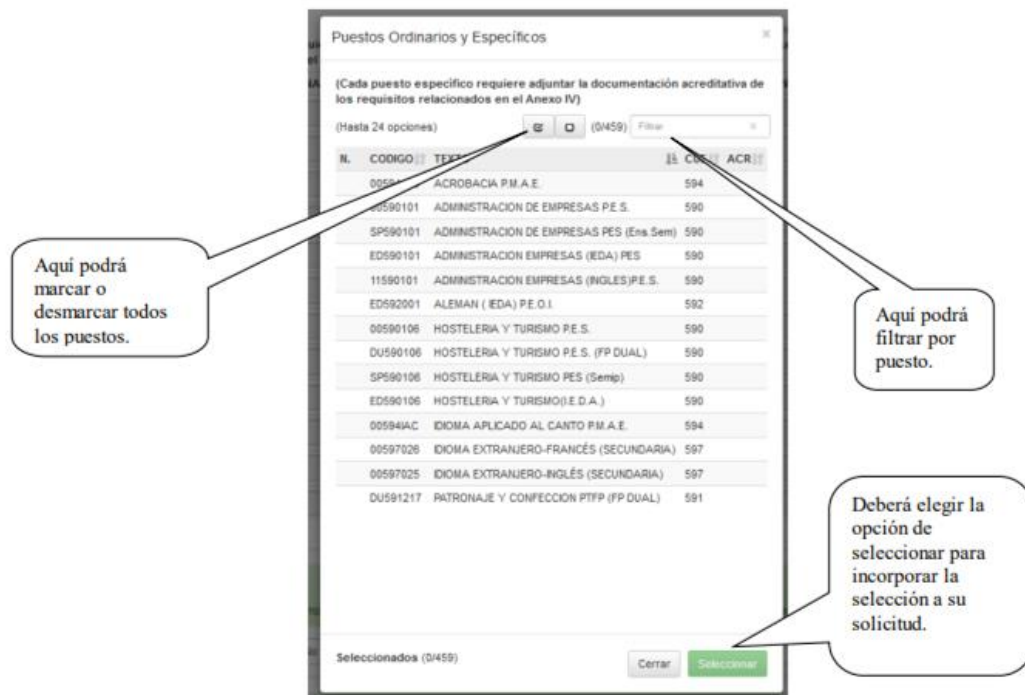 Puestos Ordinarios y Específicos ×
(Cada puesto específico requiere adjuntar la documentación acreditativa de
los requisitos relacionados en el Anexo IV)
(Hasta 24 opciones) (0/459) Filtrar ×
N. CODIGO ACR
ACROBACIA P.M.A.E. 594
ADMINISTRACION DE EMPRESAS P.E.S. 590
SP590101 ADMINISTRACION DE EMPRESAS PES (Ens.Sem) 590
ED590101 ADMINISTRACION EMPRESAS (IEDA) PES 590
11590101 ADMINISTRACION EMPRESAS (INGLES)P.E.S. 590
ED592001 ALEMAN ( IEDA) P.E.O.I. 592
00590106 HOSTELERIA Y TURISMO P.E.S. 590
DU590106 HOSTELERIA Y TURISMO P.E.S. (FP DUAL) 590
SP590106 HOSTELERIA Y TURISMO PES (Semip) 590
ED590106 HOSTELERIA Y TURISMO(I.E.D.A.) 590
00594IAC IDIOMA APLICADO AL CANTO P.M.A.E. 594
00597026 IDIOMA EXTRANJERO-FRANCÉS (SECUNDARIA) 597
00597025 IDIOMA EXTRANJERO-INGLÉS (SECUNDARIA) 597
DU591217 PATRONAJE Y CONFECCION PTFP (FP DUAL) 591
Seleccionados (0/459) Cerrar Seleccionar
Aquí podrá
marcar o
desmarcar todos
los puestos.
Aquí podrá
filtrar por
puesto.
Deberá elegir la
opción de
seleccionar para
incorporar la
selección a su
solicitud.